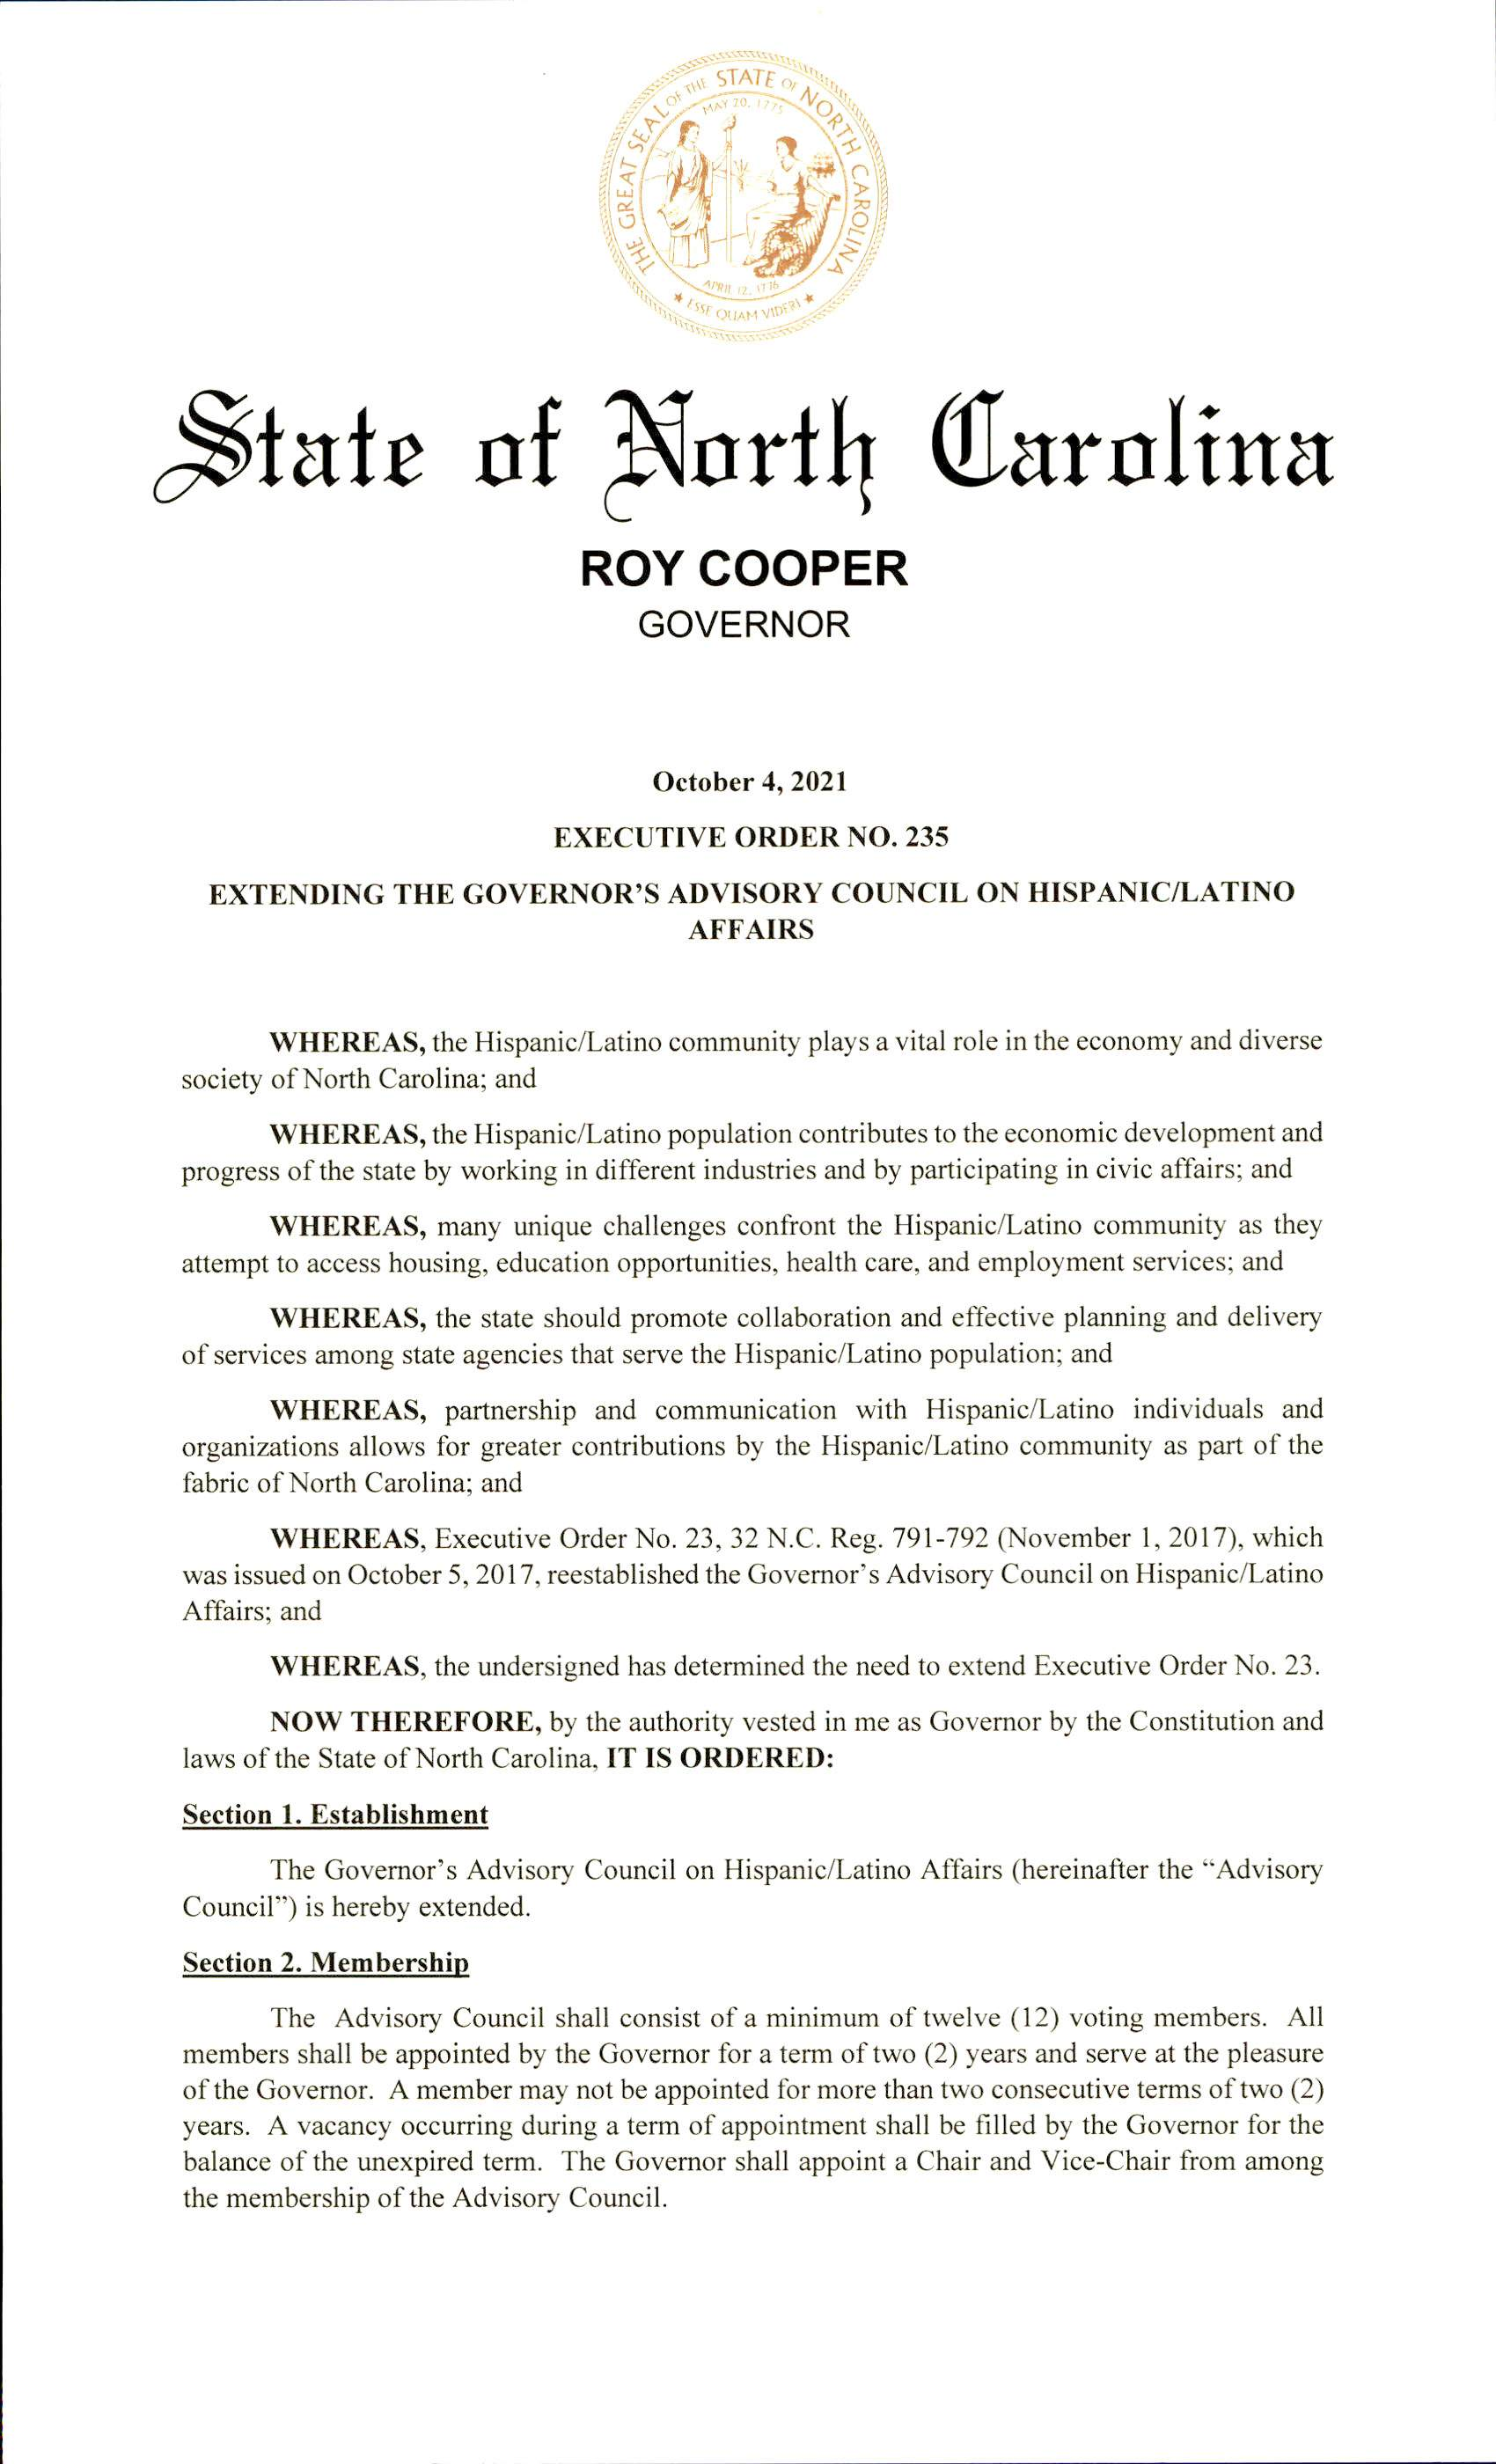 THE GREAT SEAL OF THE STATE OF NORTH CAROLINA
MAY 20, 1775
APRIL 12, 1776
★ ESSE QUAM VIDERI ★
State of North Carolina
ROY COOPER
GOVERNOR
October 4, 2021
EXECUTIVE ORDER NO. 235
EXTENDING THE GOVERNOR’S ADVISORY COUNCIL ON HISPANIC/LATINO
AFFAIRS
WHEREAS, the Hispanic/Latino community plays a vital role in the economy and diverse
society of North Carolina; and
WHEREAS, the Hispanic/Latino population contributes to the economic development and
progress of the state by working in different industries and by participating in civic affairs; and
WHEREAS, many unique challenges confront the Hispanic/Latino community as they
attempt to access housing, education opportunities, health care, and employment services; and
WHEREAS, the state should promote collaboration and effective planning and delivery
of services among state agencies that serve the Hispanic/Latino population; and
WHEREAS, partnership and communication with Hispanic/Latino individuals and
organizations allows for greater contributions by the Hispanic/Latino community as part of the
fabric of North Carolina; and
WHEREAS, Executive Order No. 23, 32 N.C. Reg. 791-792 (November 1, 2017), which
was issued on October 5, 2017, reestablished the Governor’s Advisory Council on Hispanic/Latino
Affairs; and
WHEREAS, the undersigned has determined the need to extend Executive Order No. 23.
NOW THEREFORE, by the authority vested in me as Governor by the Constitution and
laws of the State of North Carolina, IT IS ORDERED:
Section 1. Establishment
The Governor’s Advisory Council on Hispanic/Latino Affairs (hereinafter the “Advisory
Council”) is hereby extended.
Section 2. Membership
The Advisory Council shall consist of a minimum of twelve (12) voting members. All
members shall be appointed by the Governor for a term of two (2) years and serve at the pleasure
of the Governor. A member may not be appointed for more than two consecutive terms of two (2)
years. A vacancy occurring during a term of appointment shall be filled by the Governor for the
balance of the unexpired term. The Governor shall appoint a Chair and Vice-Chair from among
the membership of the Advisory Council.